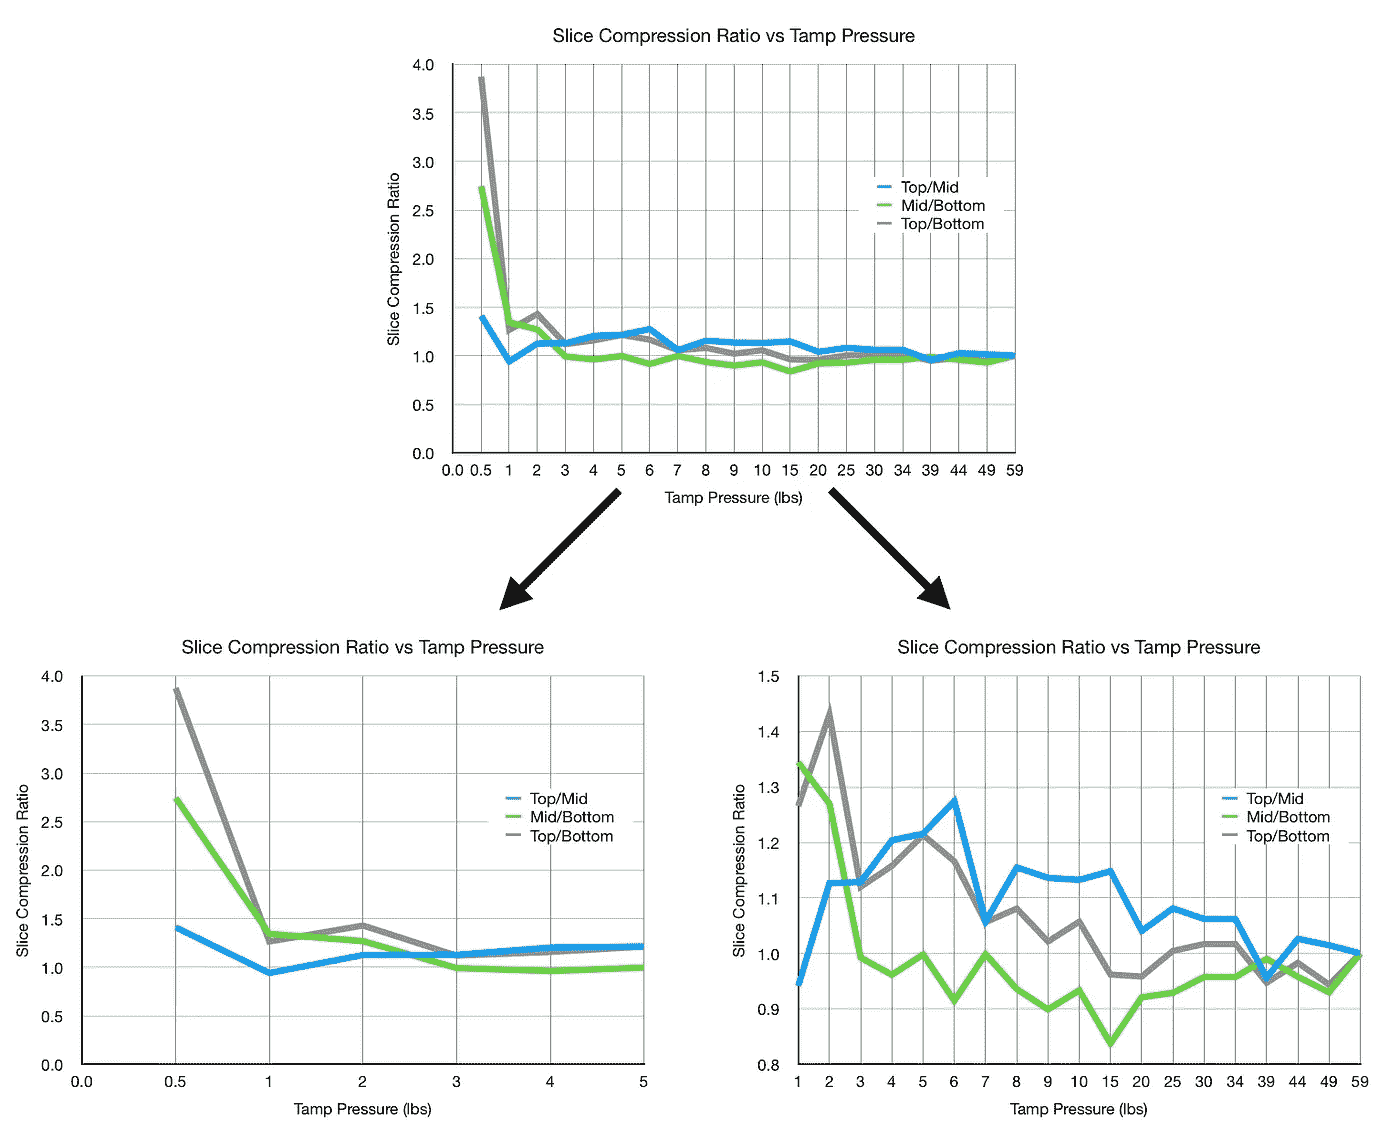 Slice Compression Ratio vs Tamp Pressure
4.0
3.5
3.0
2.5
2.0
1.5
1.0
0.5
0.0
Slice Compression Ratio
Top/Mid
Mid/Bottom
Top/Bottom
0.0 0.5 1 2 3 4 5 6 7 8 9 10 15 20 25 30 34 39 44 49 59
Tamp Pressure (lbs)
Slice Compression Ratio vs Tamp Pressure
4.0
3.5
3.0
2.5
2.0
1.5
1.0
0.5
0.0
Slice Compression Ratio
Top/Mid
Mid/Bottom
Top/Bottom
0.0 0.5 1 2 3 4 5
Tamp Pressure (lbs)
Slice Compression Ratio vs Tamp Pressure
1.5
1.4
1.3
1.2
1.1
1.0
0.9
0.8
Slice Compression Ratio
Top/Mid
Mid/Bottom
Top/Bottom
1 2 3 4 5 6 7 8 9 10 15 20 25 30 34 39 44 49 59
Tamp Pressure (lbs)